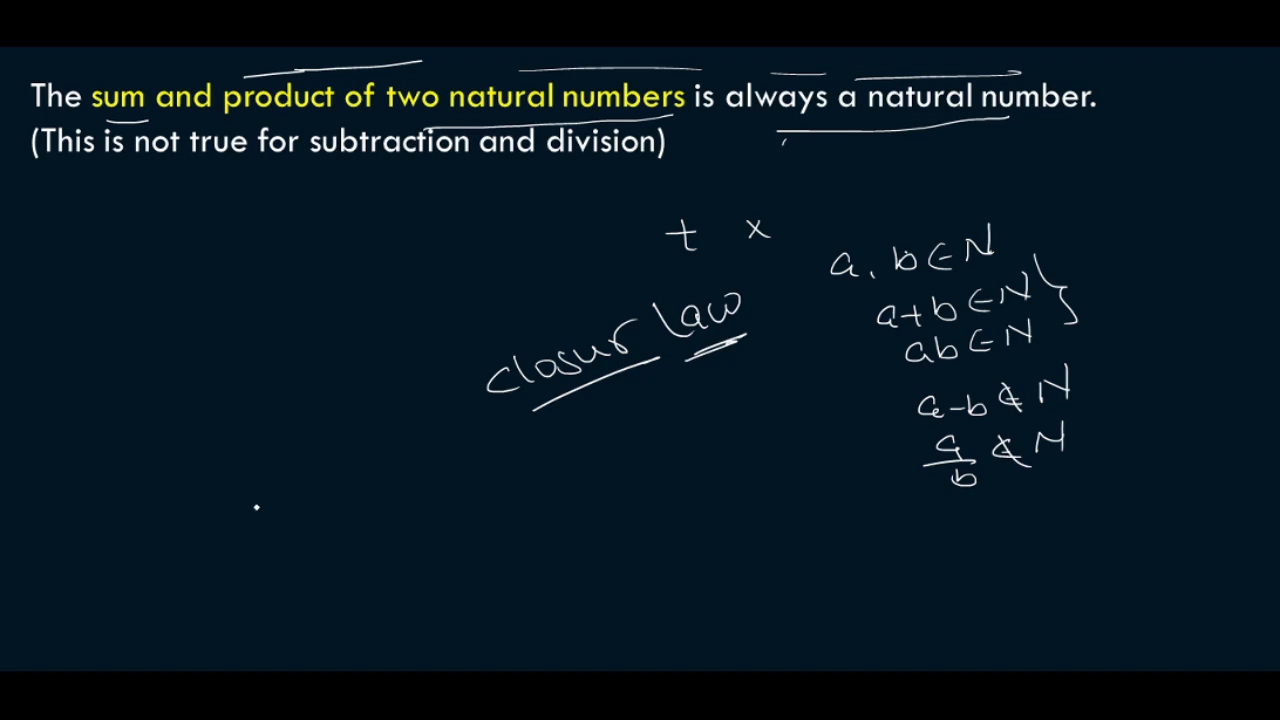 The sum and product of two natural numbers is always a natural number.
(This is not true for subtraction and division)
+ ×
closur law
a, b ∈ N
a+b ∈ N }
ab ∈ N
a-b ∉ N
a/b ∉ N